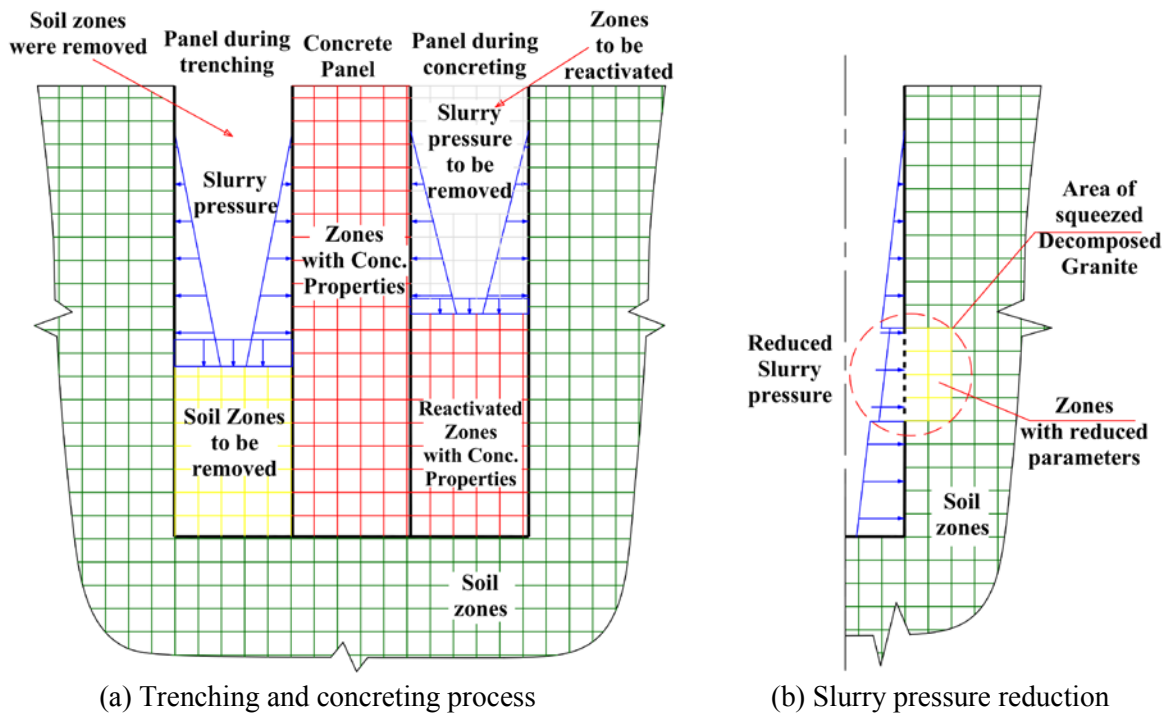 Soil zones
were removed
Panel during
trenching
Concrete
Panel
Panel during
concreting
Zones
to be
reactivated
Slurry
pressure
Slurry
pressure
to be
removed
Zones
with Conc.
Properties
Soil Zones
to be
removed
Reactivated
Zones
with Conc.
Properties
Soil
zones
(a) Trenching and concreting process
Area of
squeezed
Decomposed
Granite
Reduced
Slurry
pressure
Zones
with reduced
parameters
Soil
zones
(b) Slurry pressure reduction